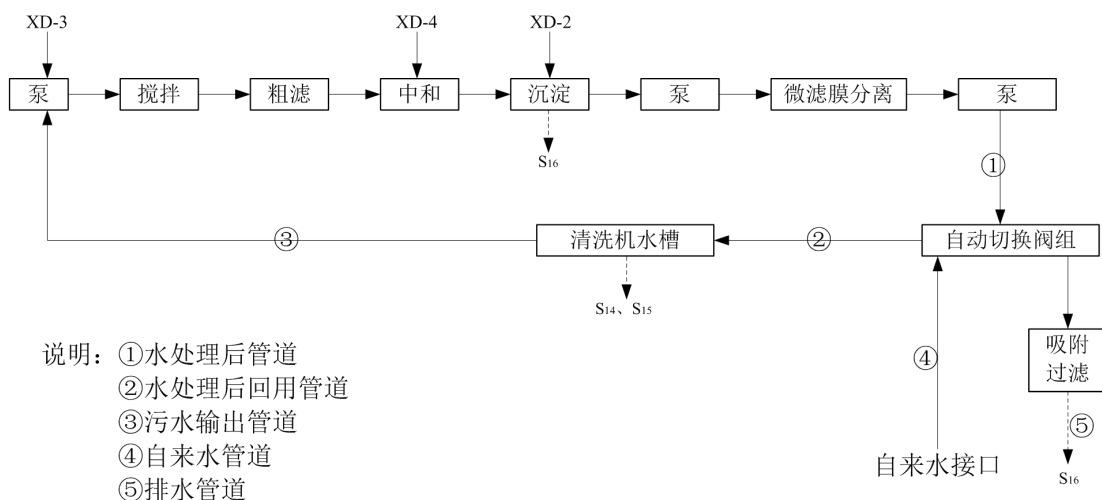 XD-3 XD-4 XD-2
泵 搅拌 粗滤 中和 沉淀 泵 微滤膜分离 泵
S16
①
③ 清洗机水槽 ② 自动切换阀组
S14、S15
④
吸附
过滤
⑤
自来水接口
S16
说明：①水处理后管道
②水处理后回用管道
③污水输出管道
④自来水管道
⑤排水管道